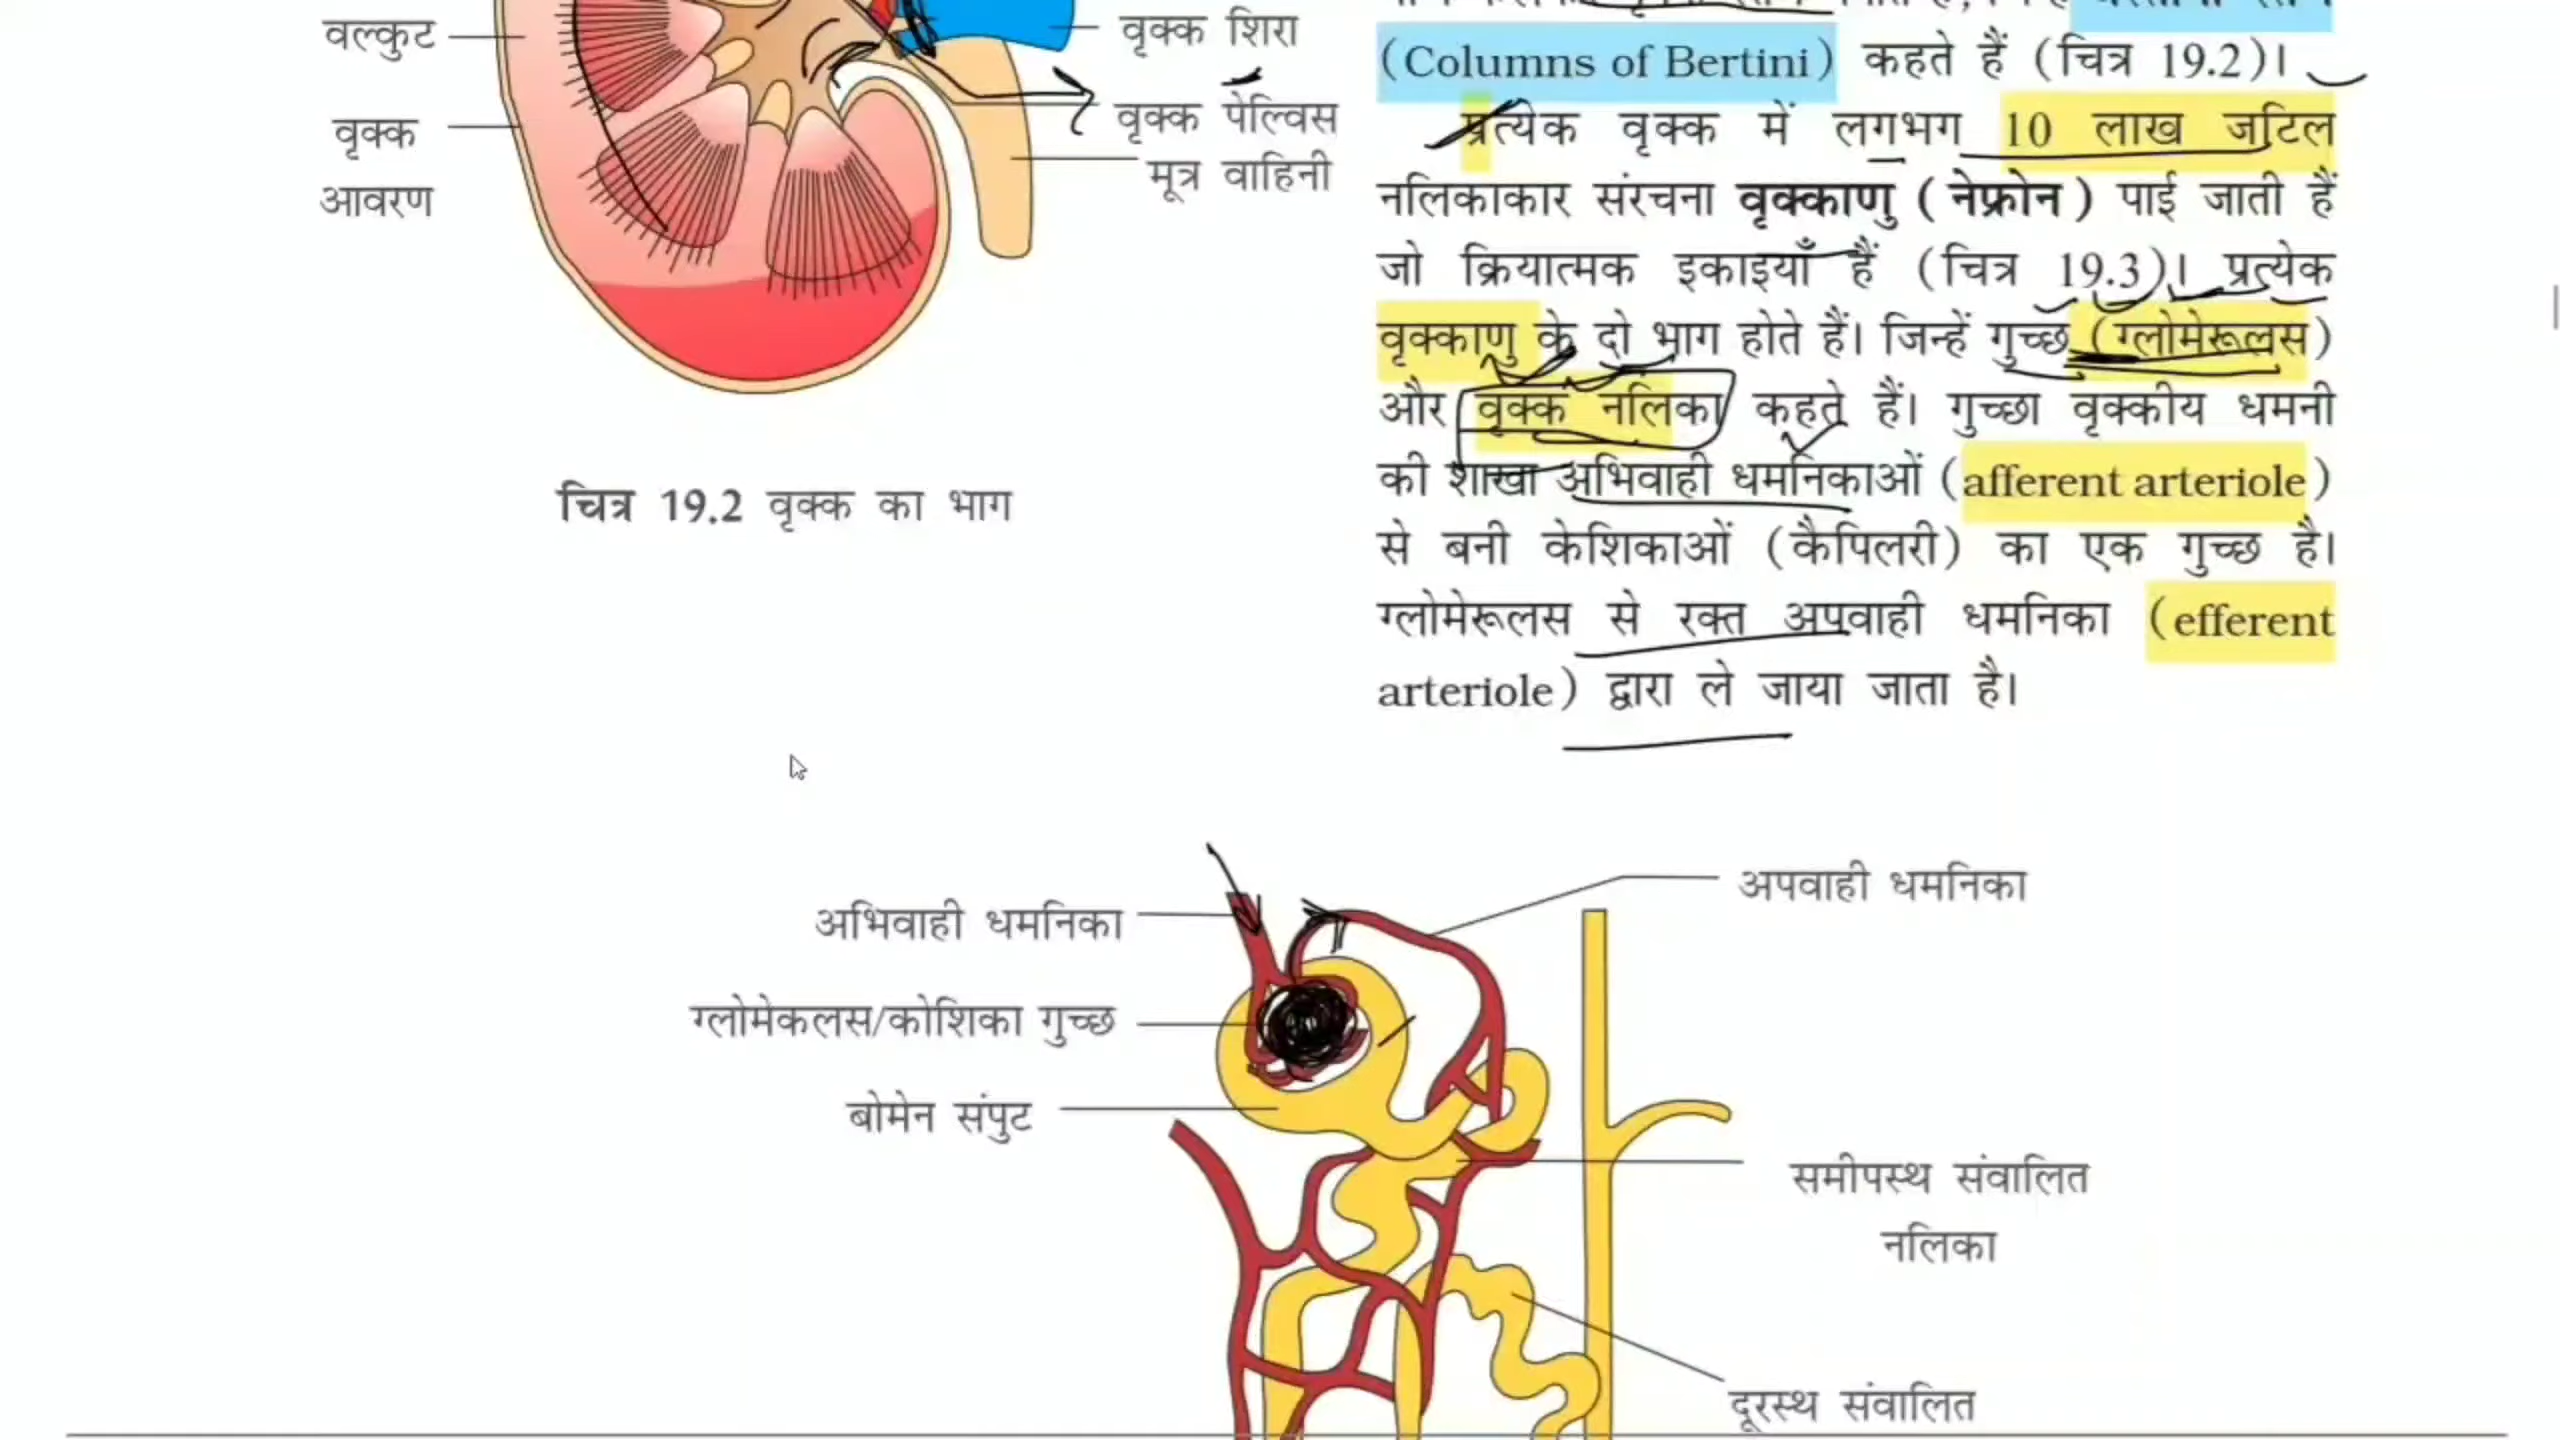 वल्कुट
वृक्क
आवरण
वृक्क शिरा
वृक्क पेल्विस
मूत्र वाहिनी
चित्र 19.2 वृक्क का भाग
(Columns of Bertini) कहते हैं (चित्र 19.2)।
प्रत्येक वृक्क में लगभग 10 लाख जटिल
नलिकाकार संरचना वृक्काणु (नेफ्रोन) पाई जाती हैं
जो क्रियात्मक इकाइयाँ हैं (चित्र 19.3)। प्रत्येक
वृक्काणु के दो भाग होते हैं। जिन्हें गुच्छ (ग्लोमेरूलस)
और वृक्क नलिका कहते हैं। गुच्छा वृक्कीय धमनी
की शाखा अभिवाही धमनिकाओं (afferent arteriole)
से बनी केशिकाओं (कैपिलरी) का एक गुच्छ है।
ग्लोमेरूलस से रक्त अपवाही धमनिका (efferent
arteriole) द्वारा ले जाया जाता है।
अभिवाही धमनिका
ग्लोमेकलस/कोशिका गुच्छ
बोमेन संपुट
अपवाही धमनिका
समीपस्थ संवालित
नलिका
दूरस्थ संवालित